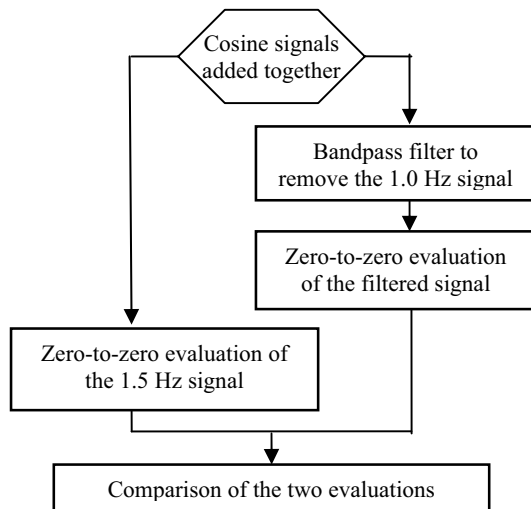 Cosine signals
added together
Bandpass filter to
remove the 1.0 Hz signal
Zero-to-zero evaluation
of the filtered signal
Zero-to-zero evaluation of
the 1.5 Hz signal
Comparison of the two evaluations